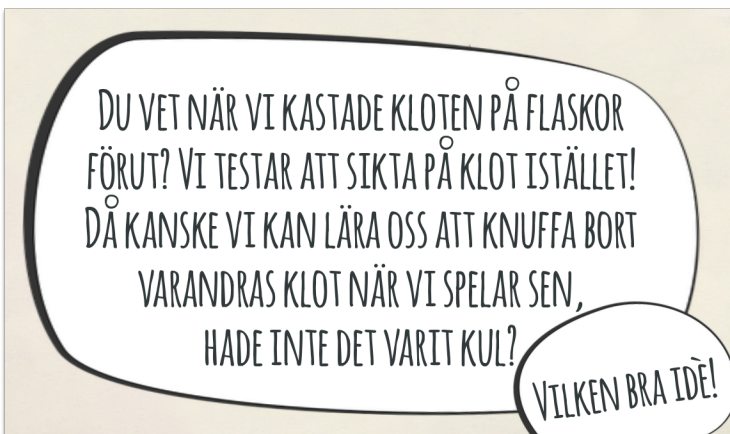 DU VET NÄR VI KASTADE KLOTEN PÅ FLASKOR
FÖRUT? VI TESTAR ATT SIKTA PÅ KLOT ISTÄLLET!
DÅ KANSKE VI KAN LÄRA OSS ATT KNUFFA BORT
VARANDRAS KLOT NÄR VI SPELAR SEN,
HADE INTE DET VARIT KUL?
VILKEN BRA IDÈ!